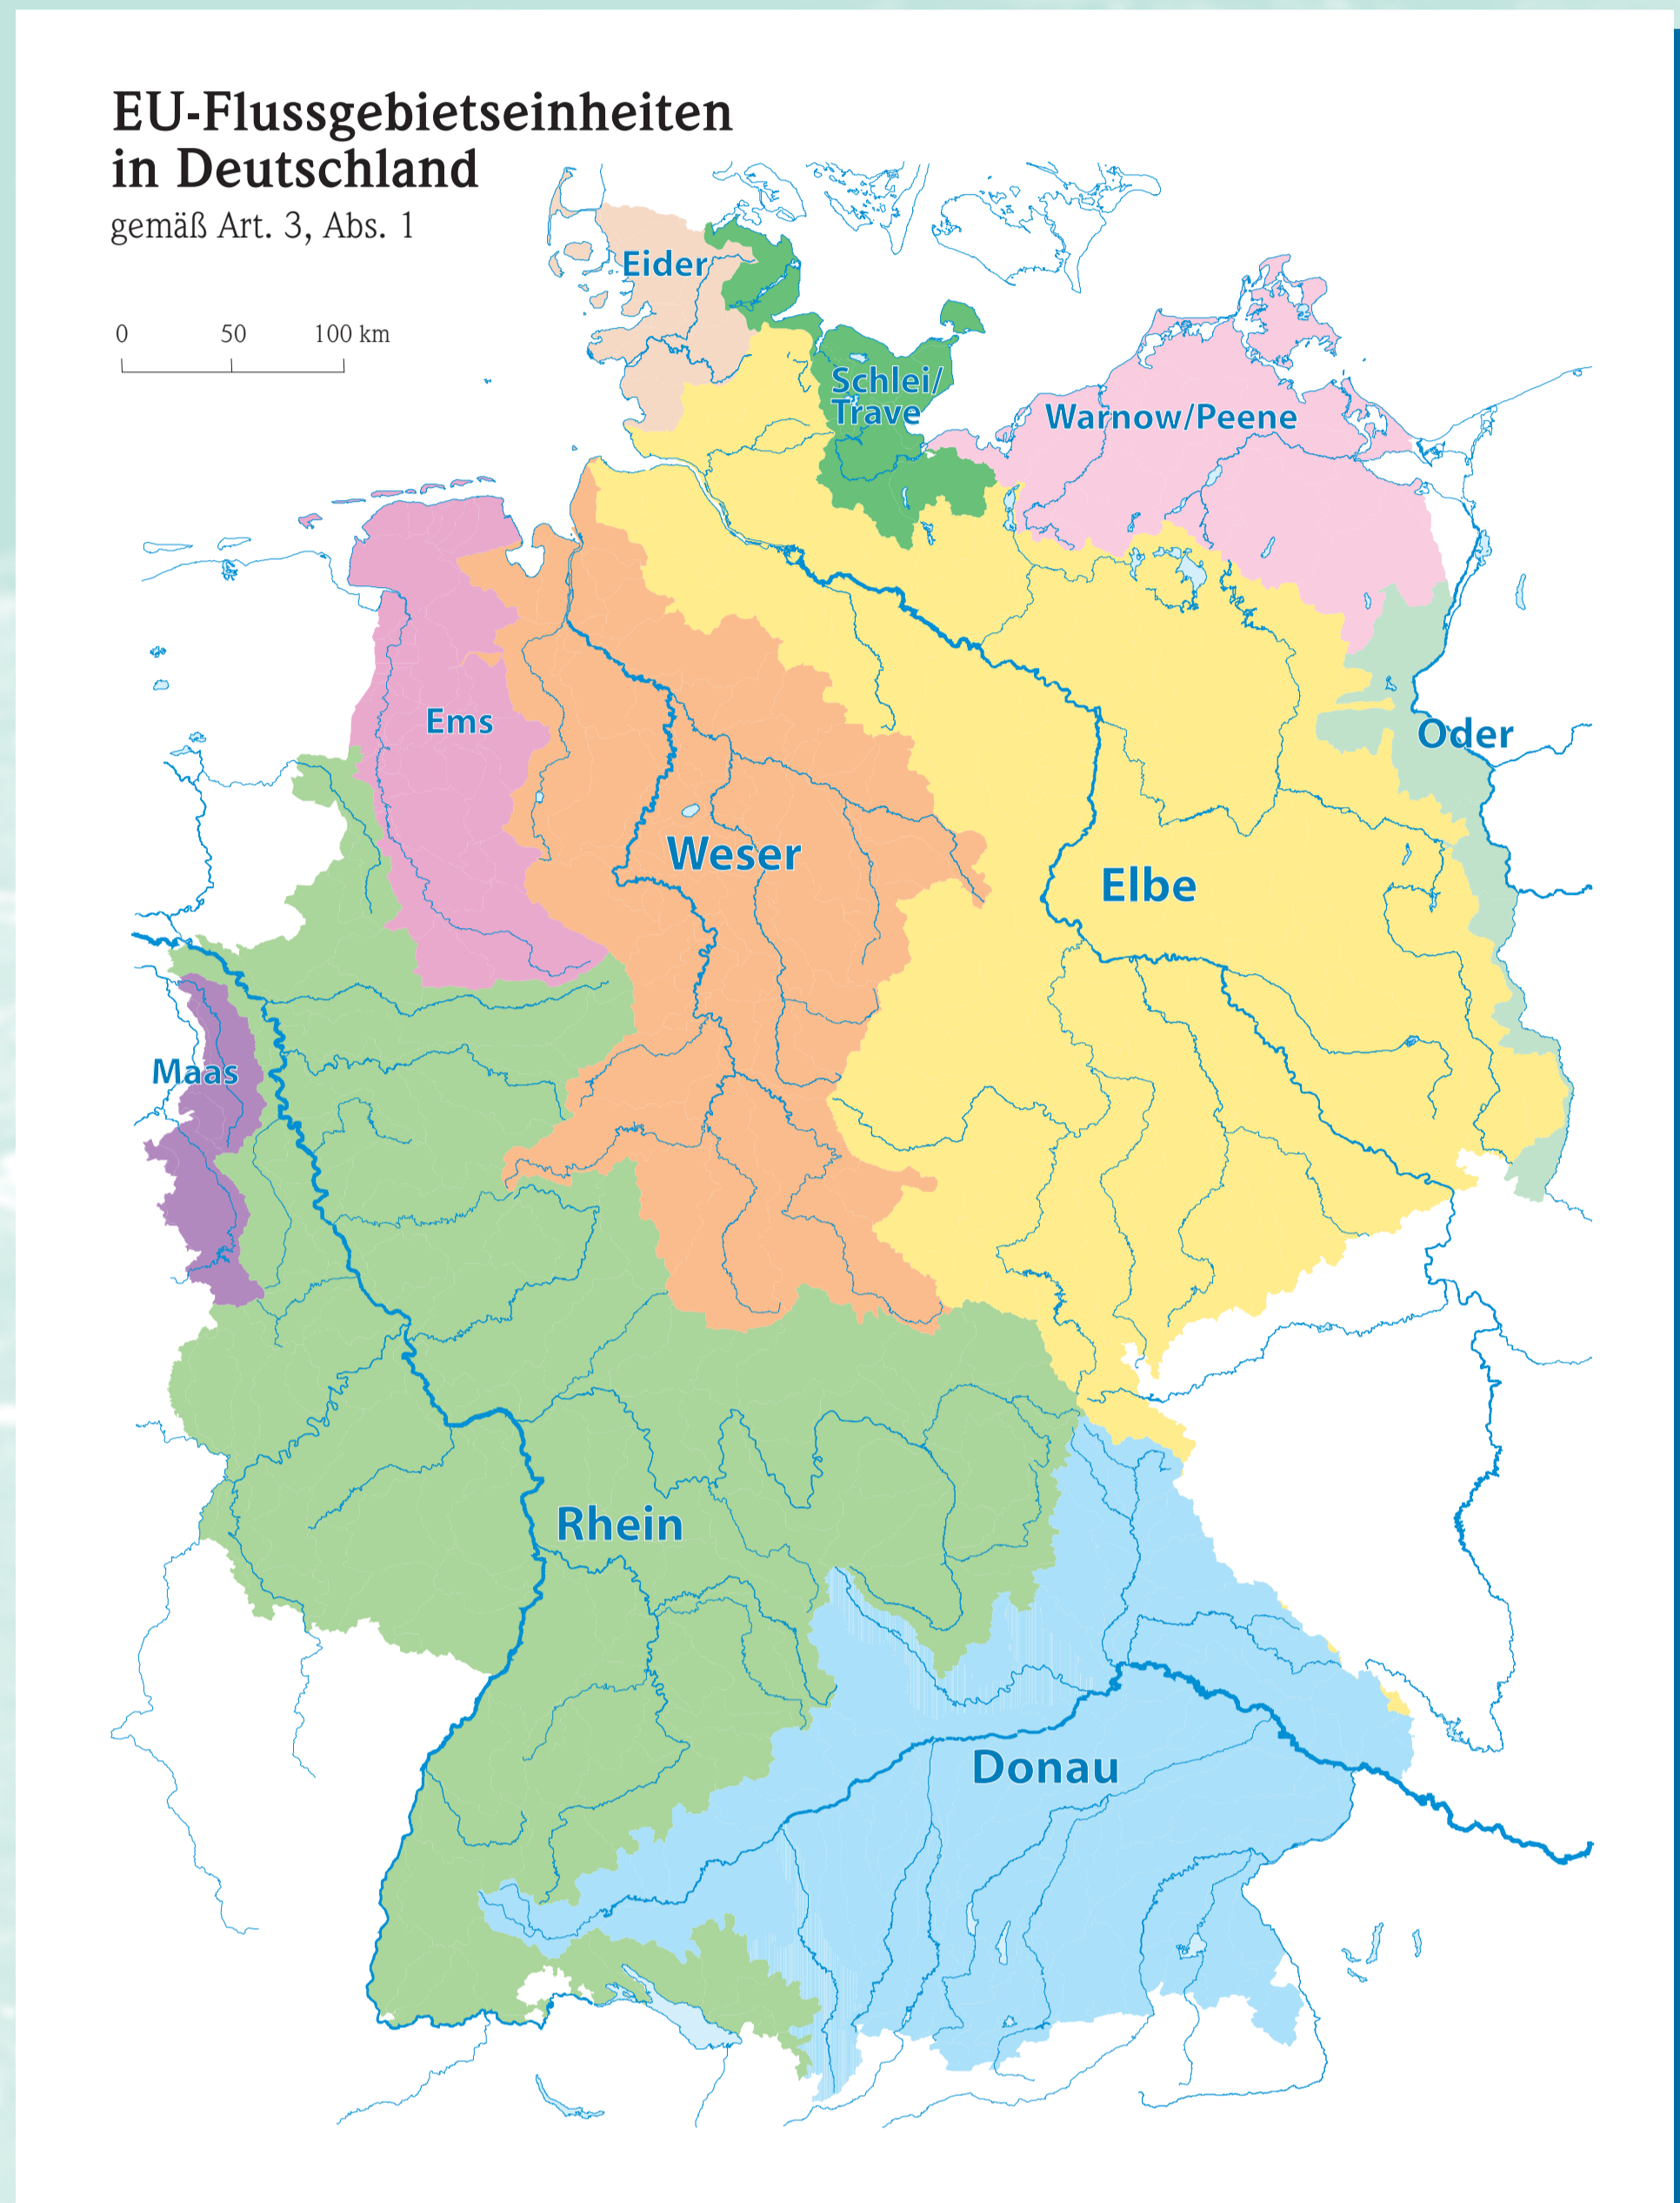 EU-Flussgebietseinheiten
in Deutschland
gemäß Art. 3, Abs. 1
0 50 100 km
Eider
Schlei/
Trave
Warnow/Peene
Ems
Oder
Weser
Elbe
Maas
Rhein
Donau